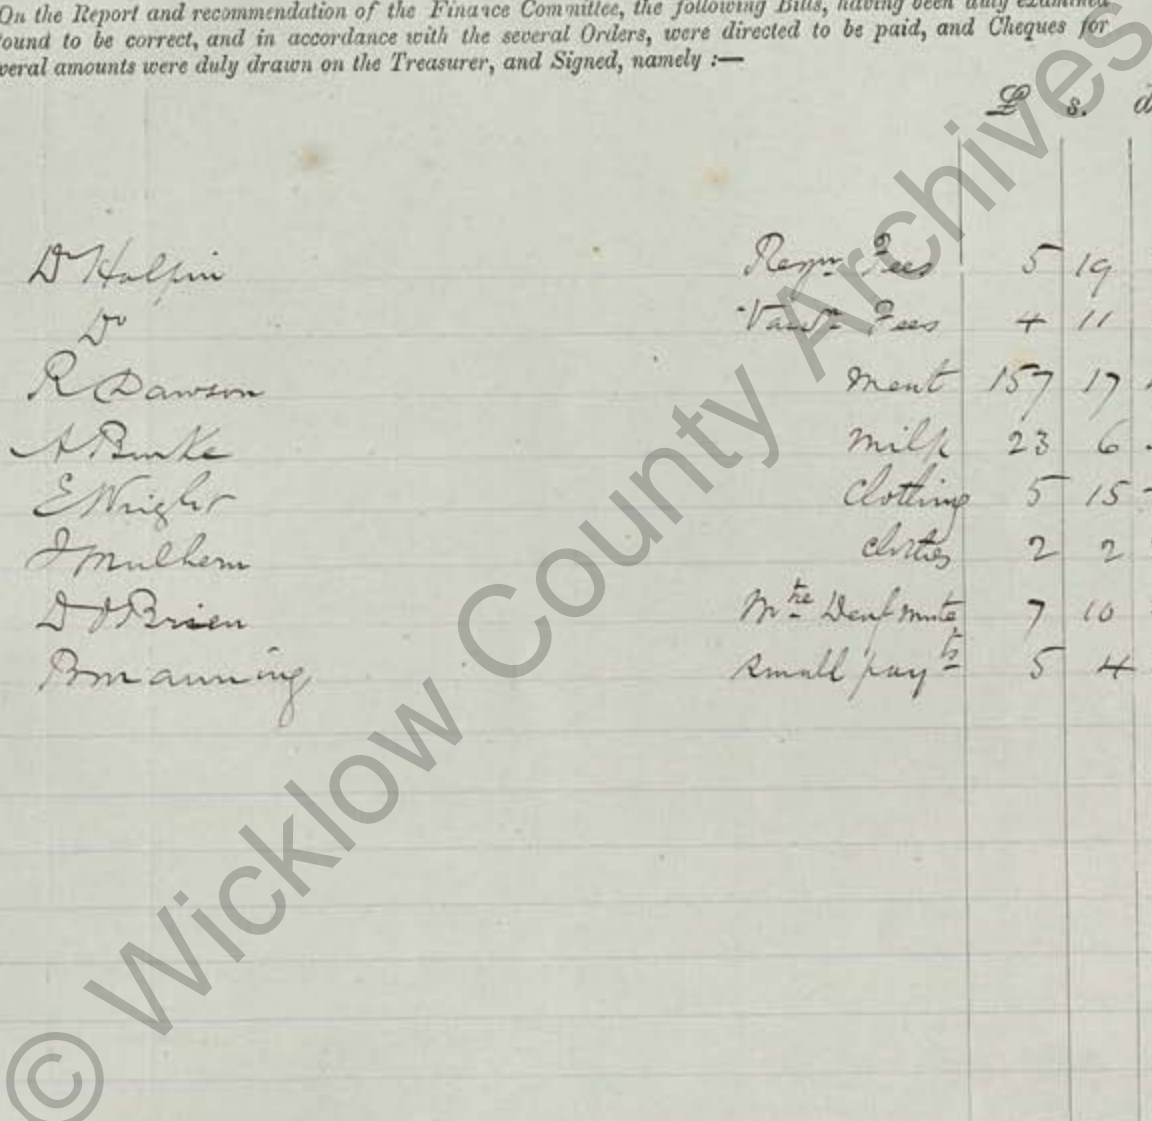 On the Report and recommendation of the Finance Committee, the following Bills, having been duly examined
ound to be correct, and in accordance with the several Orders, were directed to be paid, and Cheques for
veral amounts were duly drawn on the Treasurer, and Signed, namely :—
£ s. d
Dr Halpin Regn Fees 5 19
Do Fees 4 11
R Dawson Meat 157 17
A Burke Milk 23 6
E Wright Clothing 5 15
J Mulhern 2 2
D O'Brien Mtce Deaf Mute 7 10
B Manning Small payts 5 4
© Wicklow County Archives